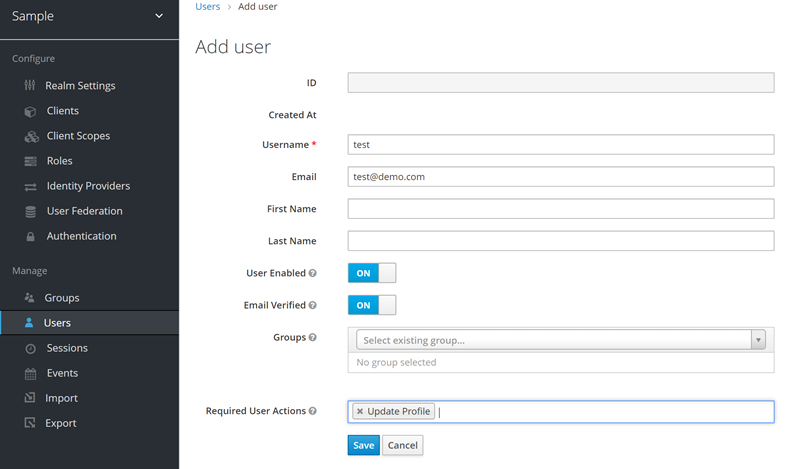 Sample
Configure
Realm Settings
Clients
Client Scopes
Roles
Identity Providers
User Federation
Authentication
Manage
Groups
Users
Sessions
Events
Import
Export
Users › Add user
Add user
ID
Created At
Username *
test
Email
test@demo.com
First Name
Last Name
User Enabled
ON
Email Verified
ON
Groups
Select existing group...
No group selected
Required User Actions
× Update Profile
Save Cancel